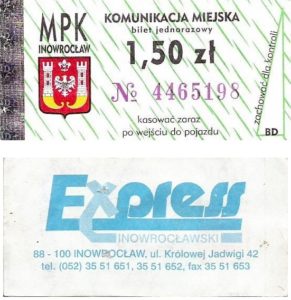 MPK
INOWROCŁAW
KOMUNIKACJA MIEJSKA
bilet jednorazowy
1,50 zł
№ 4465198
kasować zaraz
po wejściu do pojazdu
zachować dla kontroli
BD
Express
INOWROCŁAWSKI
88 - 100 INOWROCŁAW, ul. Królowej Jadwigi 42
tel. (052) 35 51 651, 35 51 652, fax 35 51 653